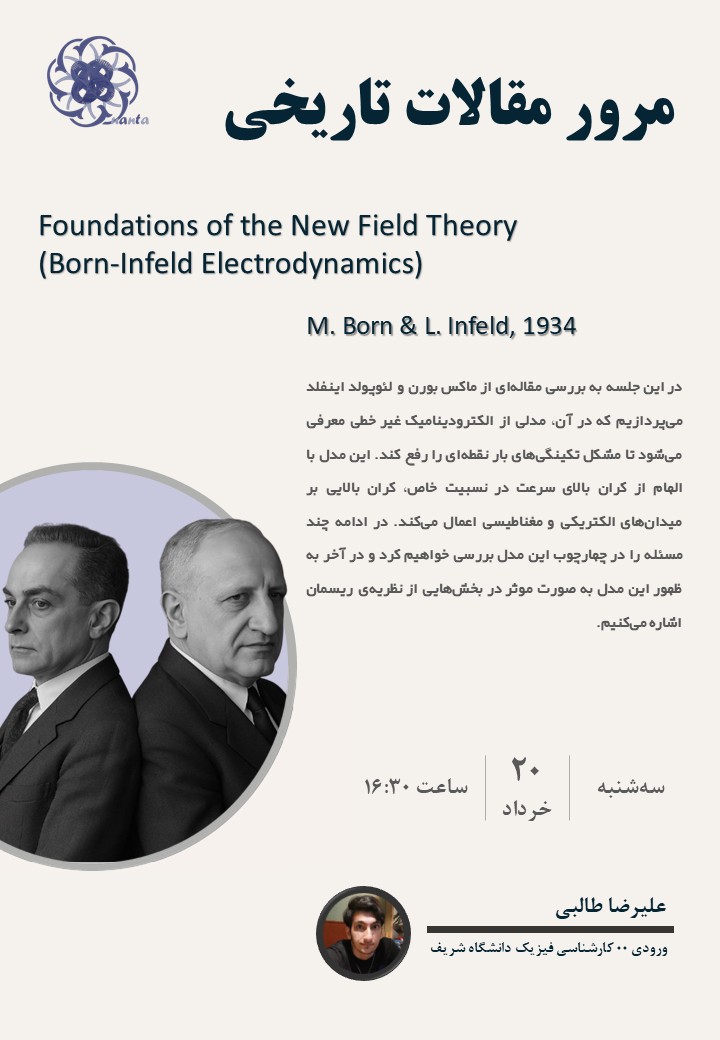 nanta
مرور مقالات تاریخی
Foundations of the New Field Theory
(Born-Infeld Electrodynamics)
M. Born & L. Infeld, 1934
در این جلسه به بررسی مقاله‌ای از ماکس بورن و لئوپولد اینفلد
می‌پردازیم که در آن، مدلی از الکترودینامیک غیر خطی معرفی
می‌شود تا مشکل تکینگی‌های بار نقطه‌ای را رفع کند. این مدل با
الهام از کران بالای سرعت در نسبیت خاص، کران بالایی بر
میدان‌های الکتریکی و مغناطیسی اعمال می‌کند. در ادامه چند
مسئله را در چهارچوب این مدل بررسی خواهیم کرد و در آخر به
ظهور این مدل به صورت موثر در بخش‌هایی از نظریه‌ی ریسمان
اشاره می‌کنیم.
سه‌شنبه
۲۰
خرداد
ساعت ۱۶:۳۰
علیرضا طالبی
ورودی ۰۰ کارشناسی فیزیک دانشگاه شریف